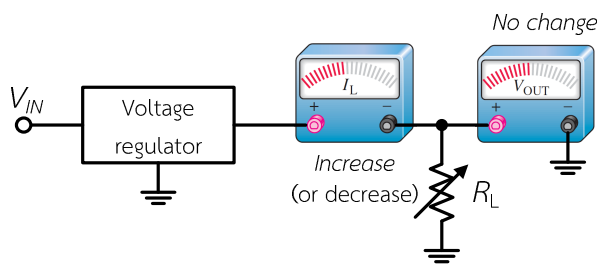 No change
V_IN
Voltage
regulator
I_L
+ −
V_OUT
+ −
Increase
(or decrease)
R_L